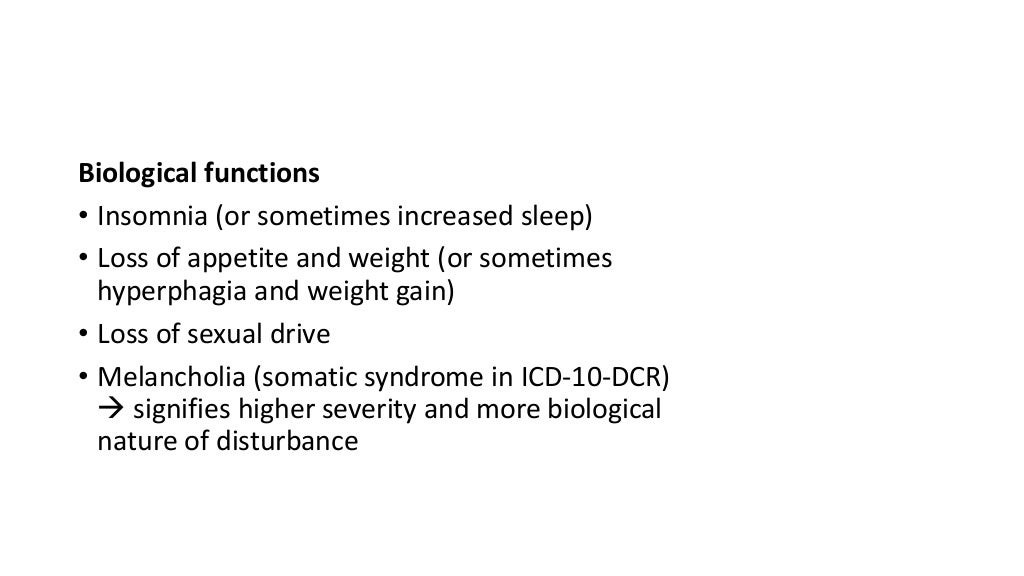 Biological functions
• Insomnia (or sometimes increased sleep)
• Loss of appetite and weight (or sometimes
hyperphagia and weight gain)
• Loss of sexual drive
• Melancholia (somatic syndrome in ICD-10-DCR)
→ signifies higher severity and more biological
nature of disturbance